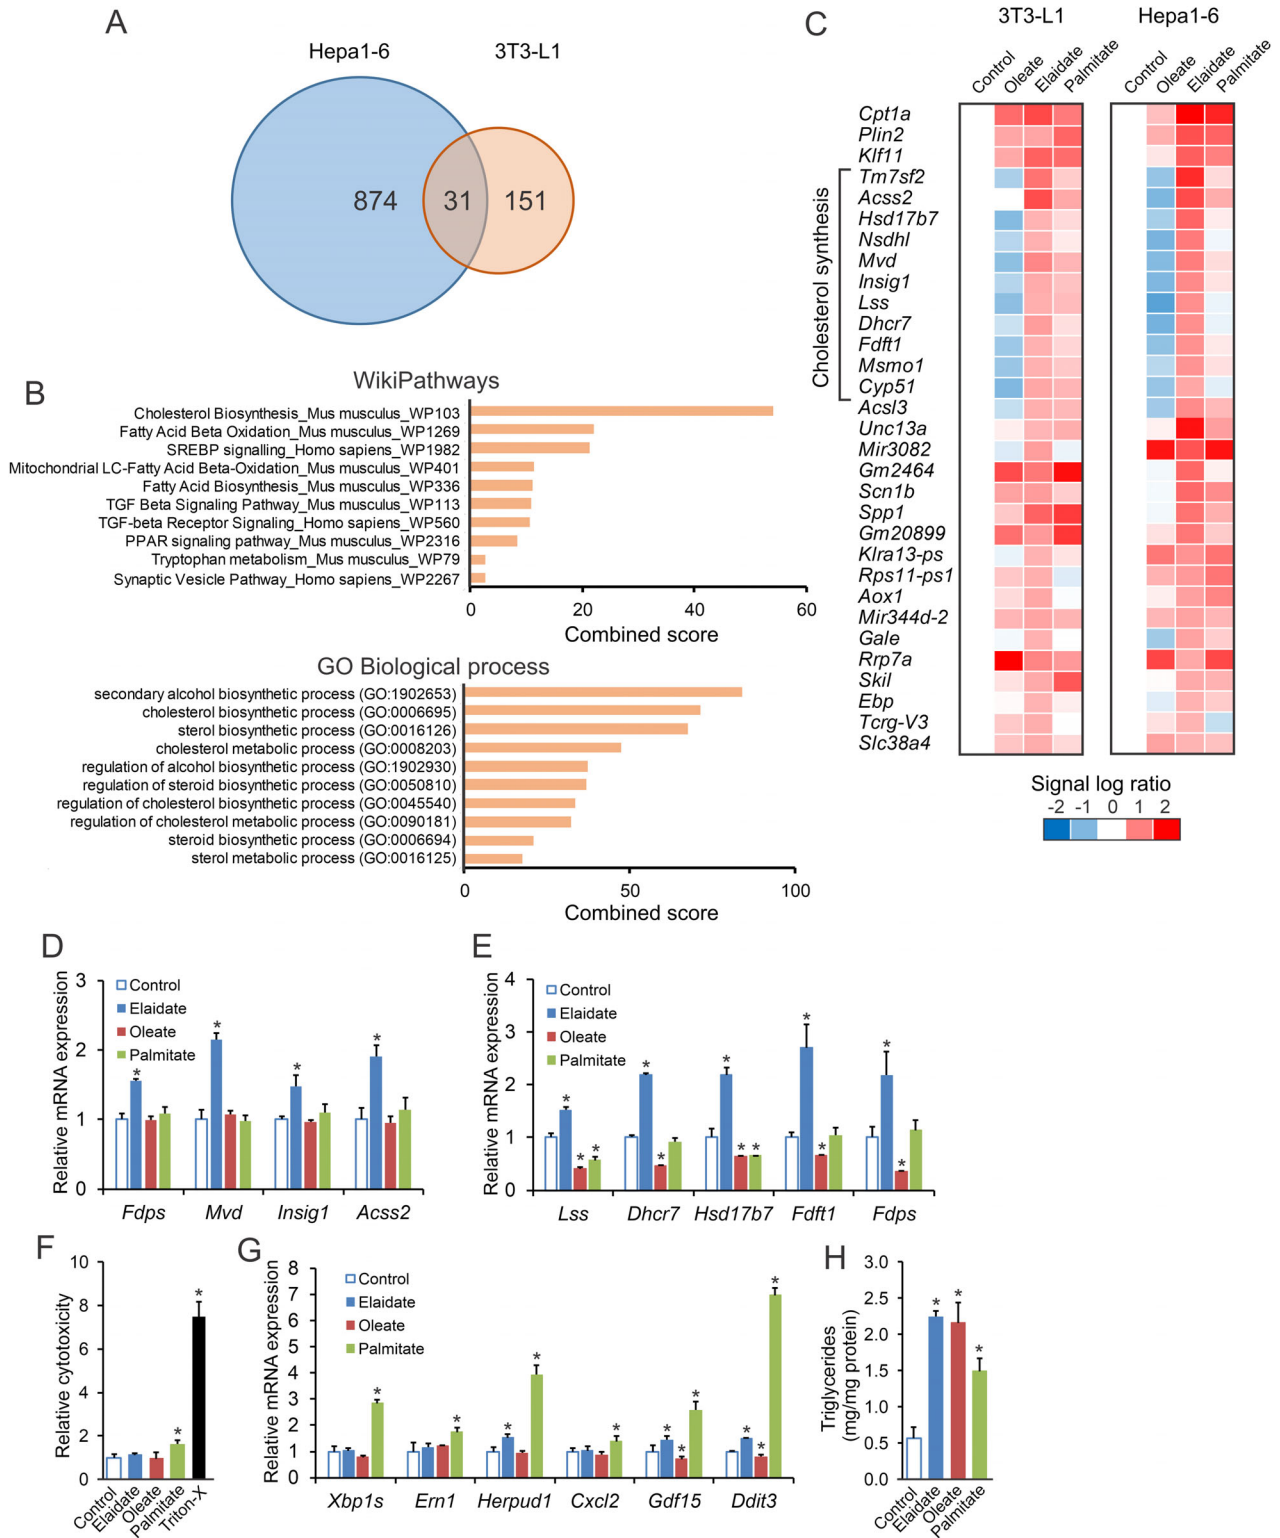 A
Hepa1-6
3T3-L1
874
31
151
B
WikiPathways
Cholesterol Biosynthesis_Mus musculus_WP103
Fatty Acid Beta Oxidation_Mus musculus_WP1269
SREBP signalling_Homo sapiens_WP1982
Mitochondrial LC-Fatty Acid Beta-Oxidation_Mus musculus_WP401
Fatty Acid Biosynthesis_Mus musculus_WP336
TGF Beta Signaling Pathway_Mus musculus_WP113
TGF-beta Receptor Signaling_Homo sapiens_WP560
PPAR signaling pathway_Mus musculus_WP2316
Tryptophan metabolism_Mus musculus_WP79
Synaptic Vesicle Pathway_Homo sapiens_WP2267
0 20 40 60
Combined score
GO Biological process
secondary alcohol biosynthetic process (GO:1902653)
cholesterol biosynthetic process (GO:0006695)
sterol biosynthetic process (GO:0016126)
cholesterol metabolic process (GO:0008203)
regulation of alcohol biosynthetic process (GO:1902930)
regulation of steroid biosynthetic process (GO:0050810)
regulation of cholesterol biosynthetic process (GO:0045540)
regulation of cholesterol metabolic process (GO:0090181)
steroid biosynthetic process (GO:0006694)
sterol metabolic process (GO:0016125)
0 50 100
Combined score
C
3T3-L1 Hepa1-6
Control Oleate Elaidate Palmitate Control Oleate Elaidate Palmitate
Cholesterol synthesis
Cpt1a
Plin2
Klf11
Tm7sf2
Acss2
Hsd17b7
Nsdhl
Mvd
Insig1
Lss
Dhcr7
Fdft1
Msmo1
Cyp51
Acsl3
Unc13a
Mir3082
Gm2464
Scn1b
Spp1
Gm20899
Klra13-ps
Rps11-ps1
Aox1
Mir344d-2
Gale
Rrp7a
Skil
Ebp
Tcrg-V3
Slc38a4
Signal log ratio
-2 -1 0 1 2
D
Relative mRNA expression
3
2
1
0
Control
Elaidate
Oleate
Palmitate
* * * *
Fdps Mvd Insig1 Acss2
E
Relative mRNA expression
4
3
2
1
0
Control
Elaidate
Oleate
Palmitate
* * * * * * * * * * * *
Lss Dhcr7 Hsd17b7 Fdft1 Fdps
F
Relative cytotoxicity
10
8
6
4
2
0
* *
Control Elaidate Oleate Palmitate Triton-X
G
Relative mRNA expression
8
7
6
5
4
3
2
1
0
Control
Elaidate
Oleate
Palmitate
* * * * * * * * * * *
Xbp1s Ern1 Herpud1 Cxcl2 Gdf15 Ddit3
H
Triglycerides
(mg/mg protein)
3.0
2.5
2.0
1.5
1.0
0.5
0.0
* * *
Control Elaidate Oleate Palmitate